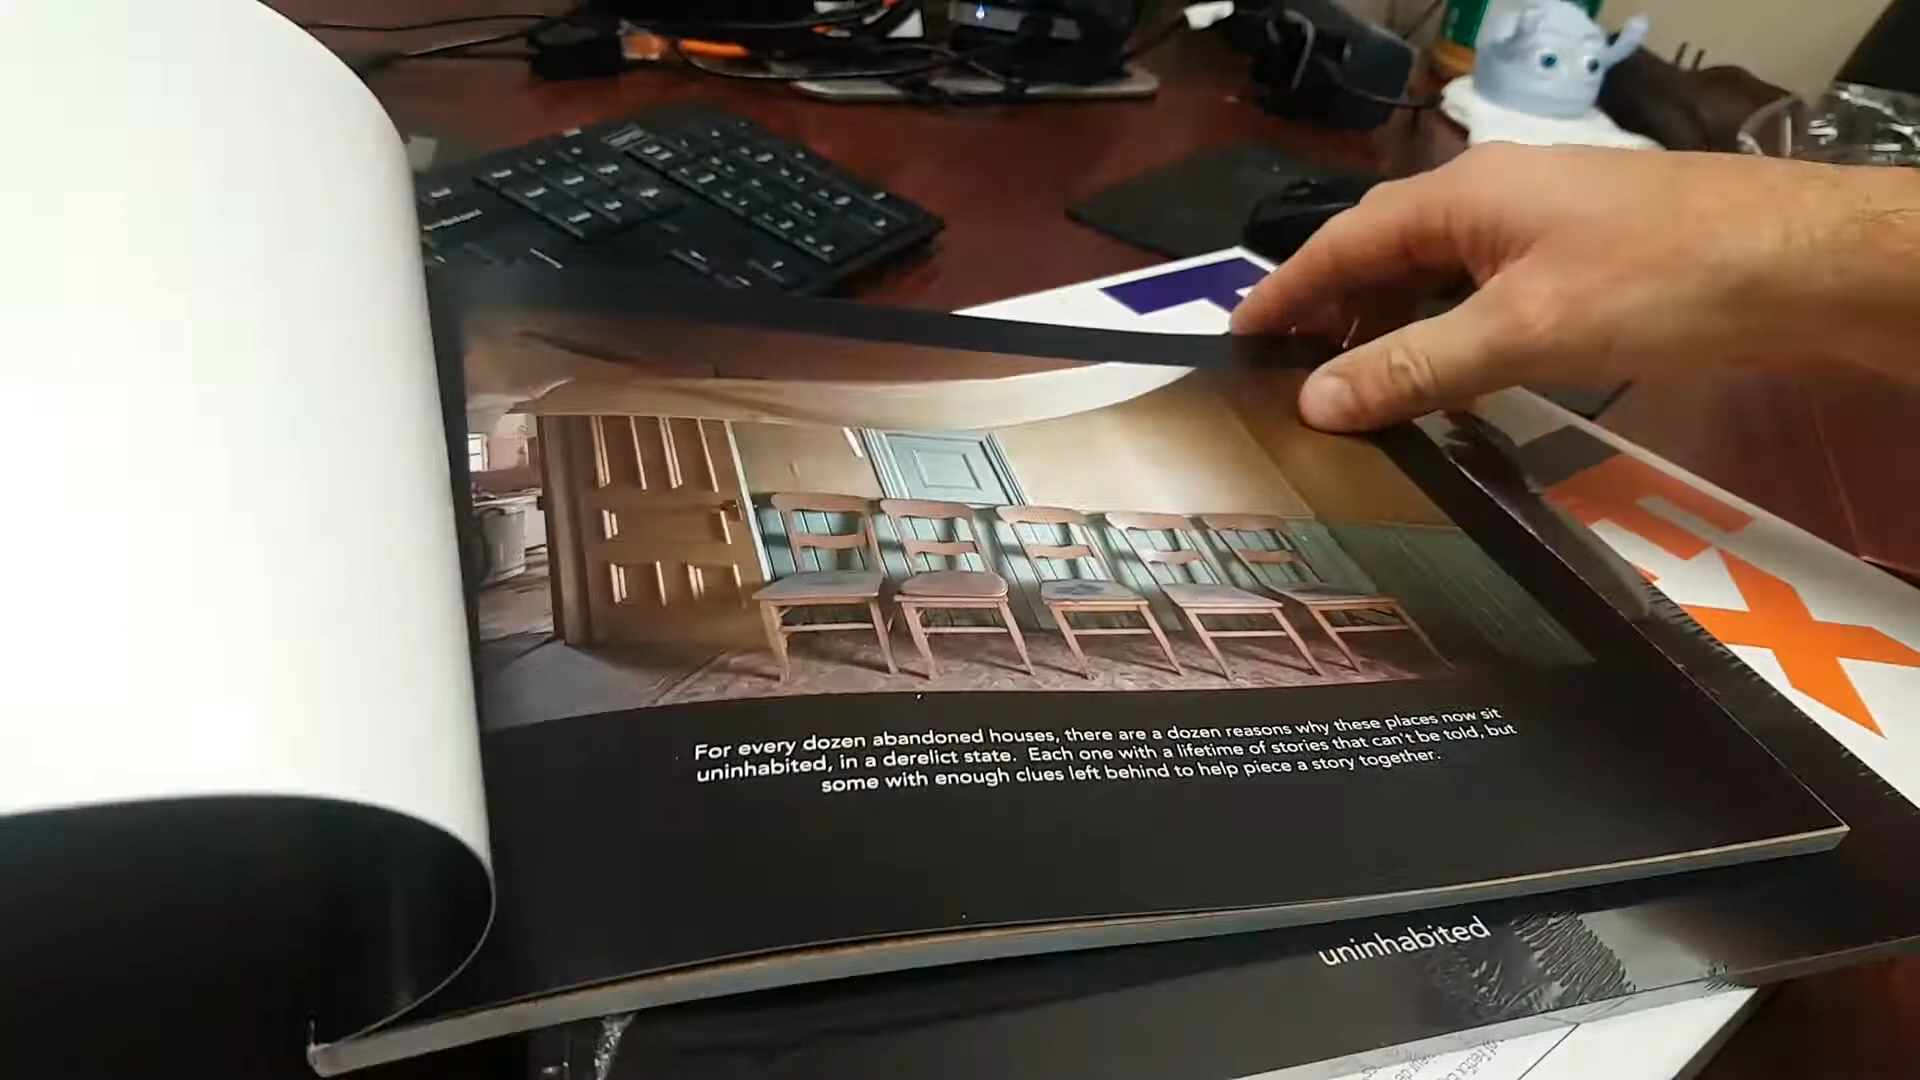 For every dozen abandoned houses, there are a dozen reasons why these places now sit
uninhabited, in a derelict state. Each one with a lifetime of stories that can't be told, but
some with enough clues left behind to help piece a story together.
uninhabited